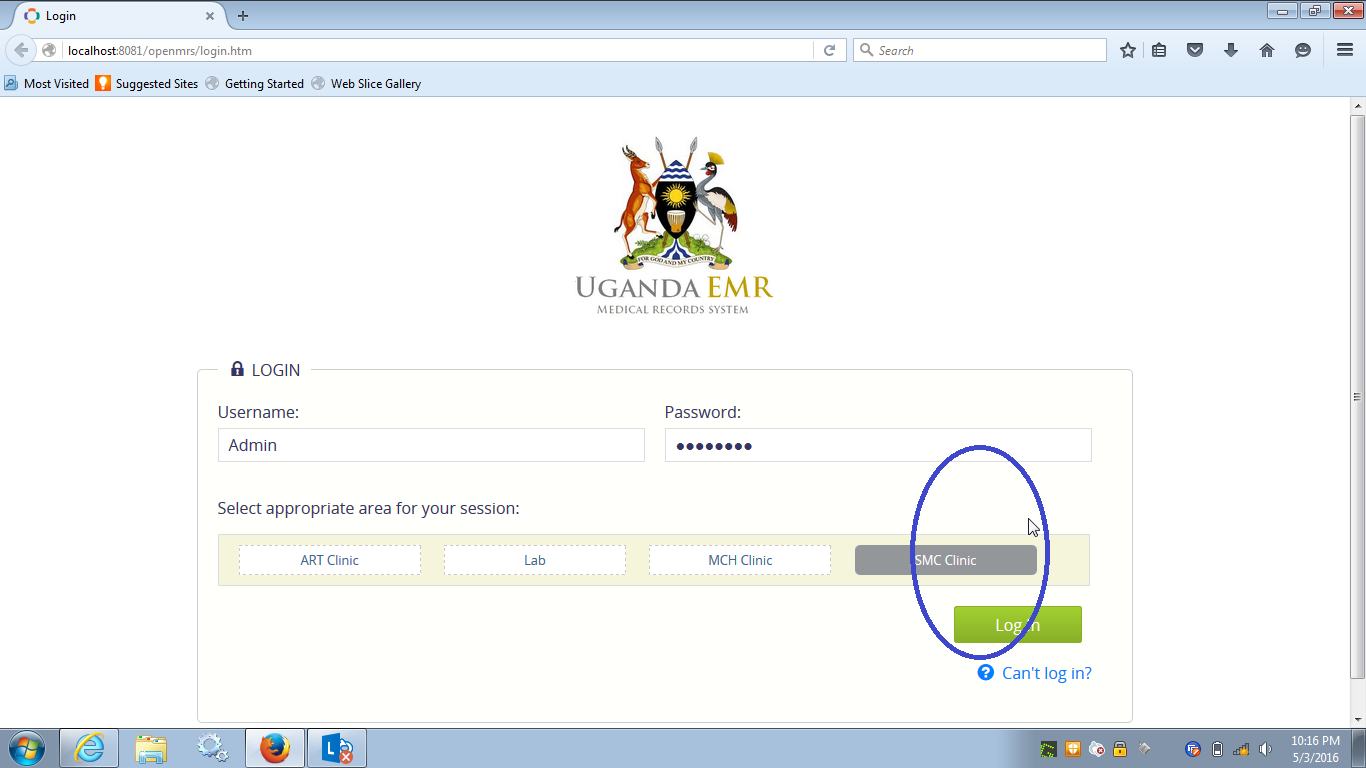 Login
localhost:8081/openmrs/login.htm
Search
Most Visited Suggested Sites Getting Started Web Slice Gallery
FOR GOD AND MY COUNTRY
UGANDA EMR
MEDICAL RECORDS SYSTEM
LOGIN
Username: Password:
Admin ●●●●●●●●
Select appropriate area for your session:
ART Clinic Lab MCH Clinic SMC Clinic
Log In
? Can't log in?
10:16 PM
5/3/2016